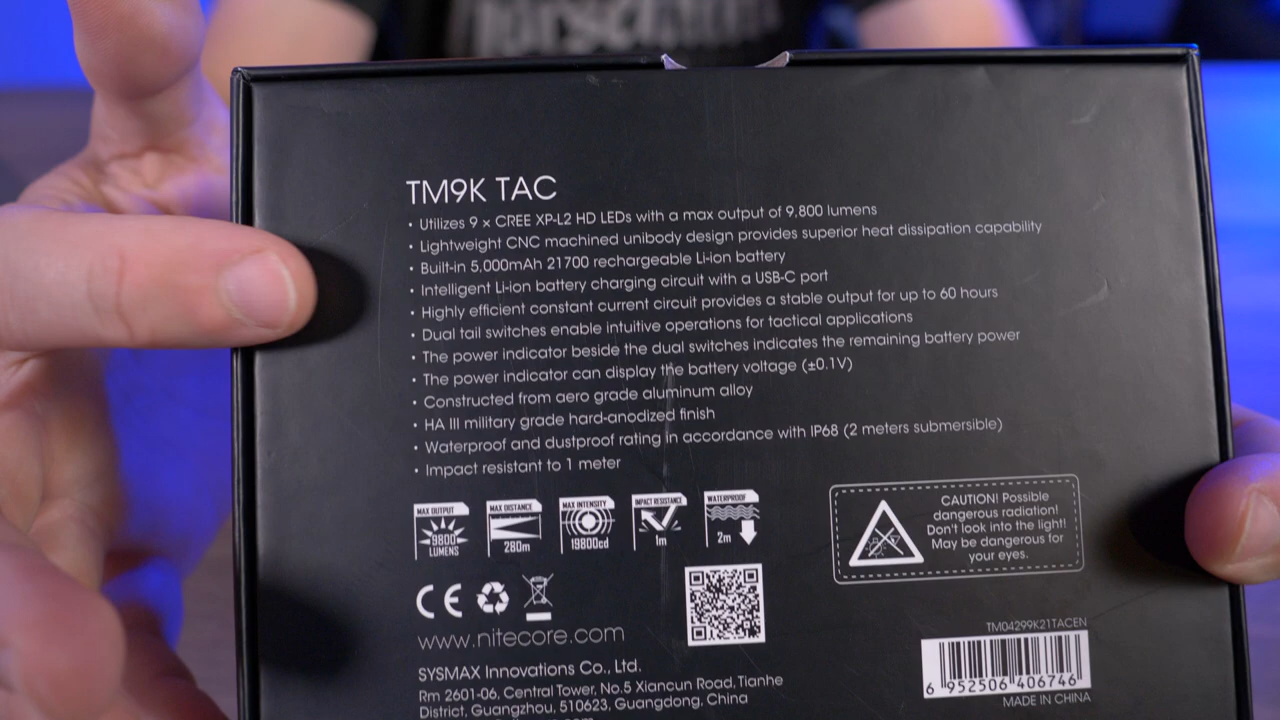 TM9K TAC
• Utilizes 9 x CREE XP-L2 HD LEDs with a max output of 9,800 lumens
• Lightweight CNC machined unibody design provides superior heat dissipation capability
• Built-in 5,000mAh 21700 rechargeable Li-ion battery
• Intelligent Li-ion battery charging circuit with a USB-C port
• Highly efficient constant current circuit provides a stable output for up to 60 hours
• Dual tail switches enable intuitive operations for tactical applications
• The power indicator beside the dual switches indicates the remaining battery power
• The power indicator can display the battery voltage (±0.1V)
• Constructed from aero grade aluminum alloy
• HA III military grade hard-anodized finish
• Waterproof and dustproof rating in accordance with IP68 (2 meters submersible)
• Impact resistant to 1 meter
MAX OUTPUT
9800
LUMENS
MAX DISTANCE
280m
MAX INTENSITY
19800cd
IMPACT RESISTANCE
1m
WATERPROOF
2m
CAUTION! Possible
dangerous radiation!
Don't look into the light!
May be dangerous for
your eyes.
CE
www.nitecore.com
SYSMAX Innovations Co., Ltd.
Rm 2601-06, Central Tower, No.5 Xiancun Road, Tianhe
District, Guangzhou, 510623, Guangdong, China
TM04299K21TACEN
6 952506 406746
MADE IN CHINA